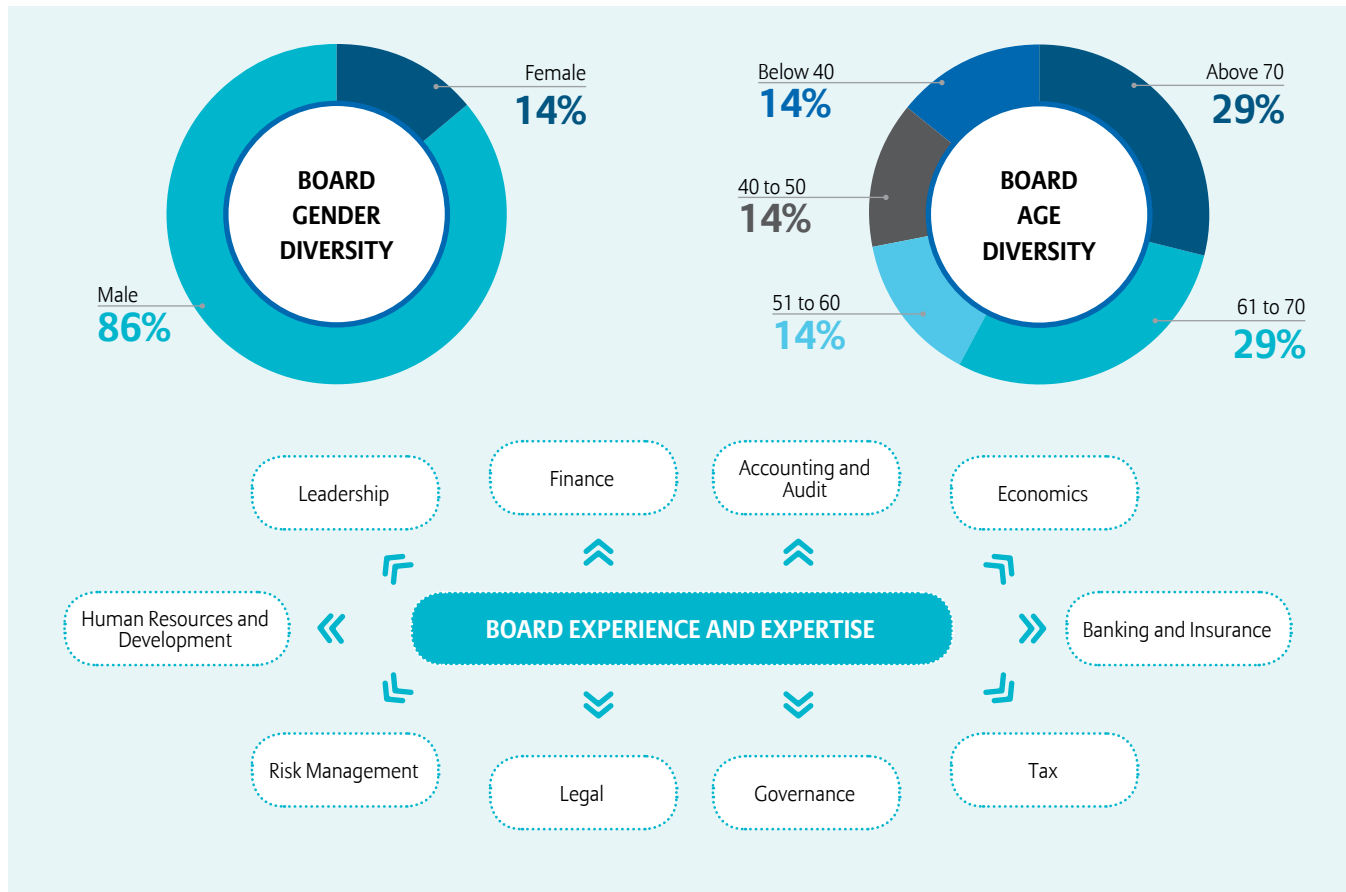 Female
14%
BOARD
GENDER
DIVERSITY
Male
86%
Below 40
14%
Above 70
29%
40 to 50
14%
BOARD
AGE
DIVERSITY
51 to 60
14%
61 to 70
29%
Leadership
Finance
Accounting and
Audit
Economics
Human Resources and
Development
BOARD EXPERIENCE AND EXPERTISE
Banking and Insurance
Risk Management
Legal
Governance
Tax